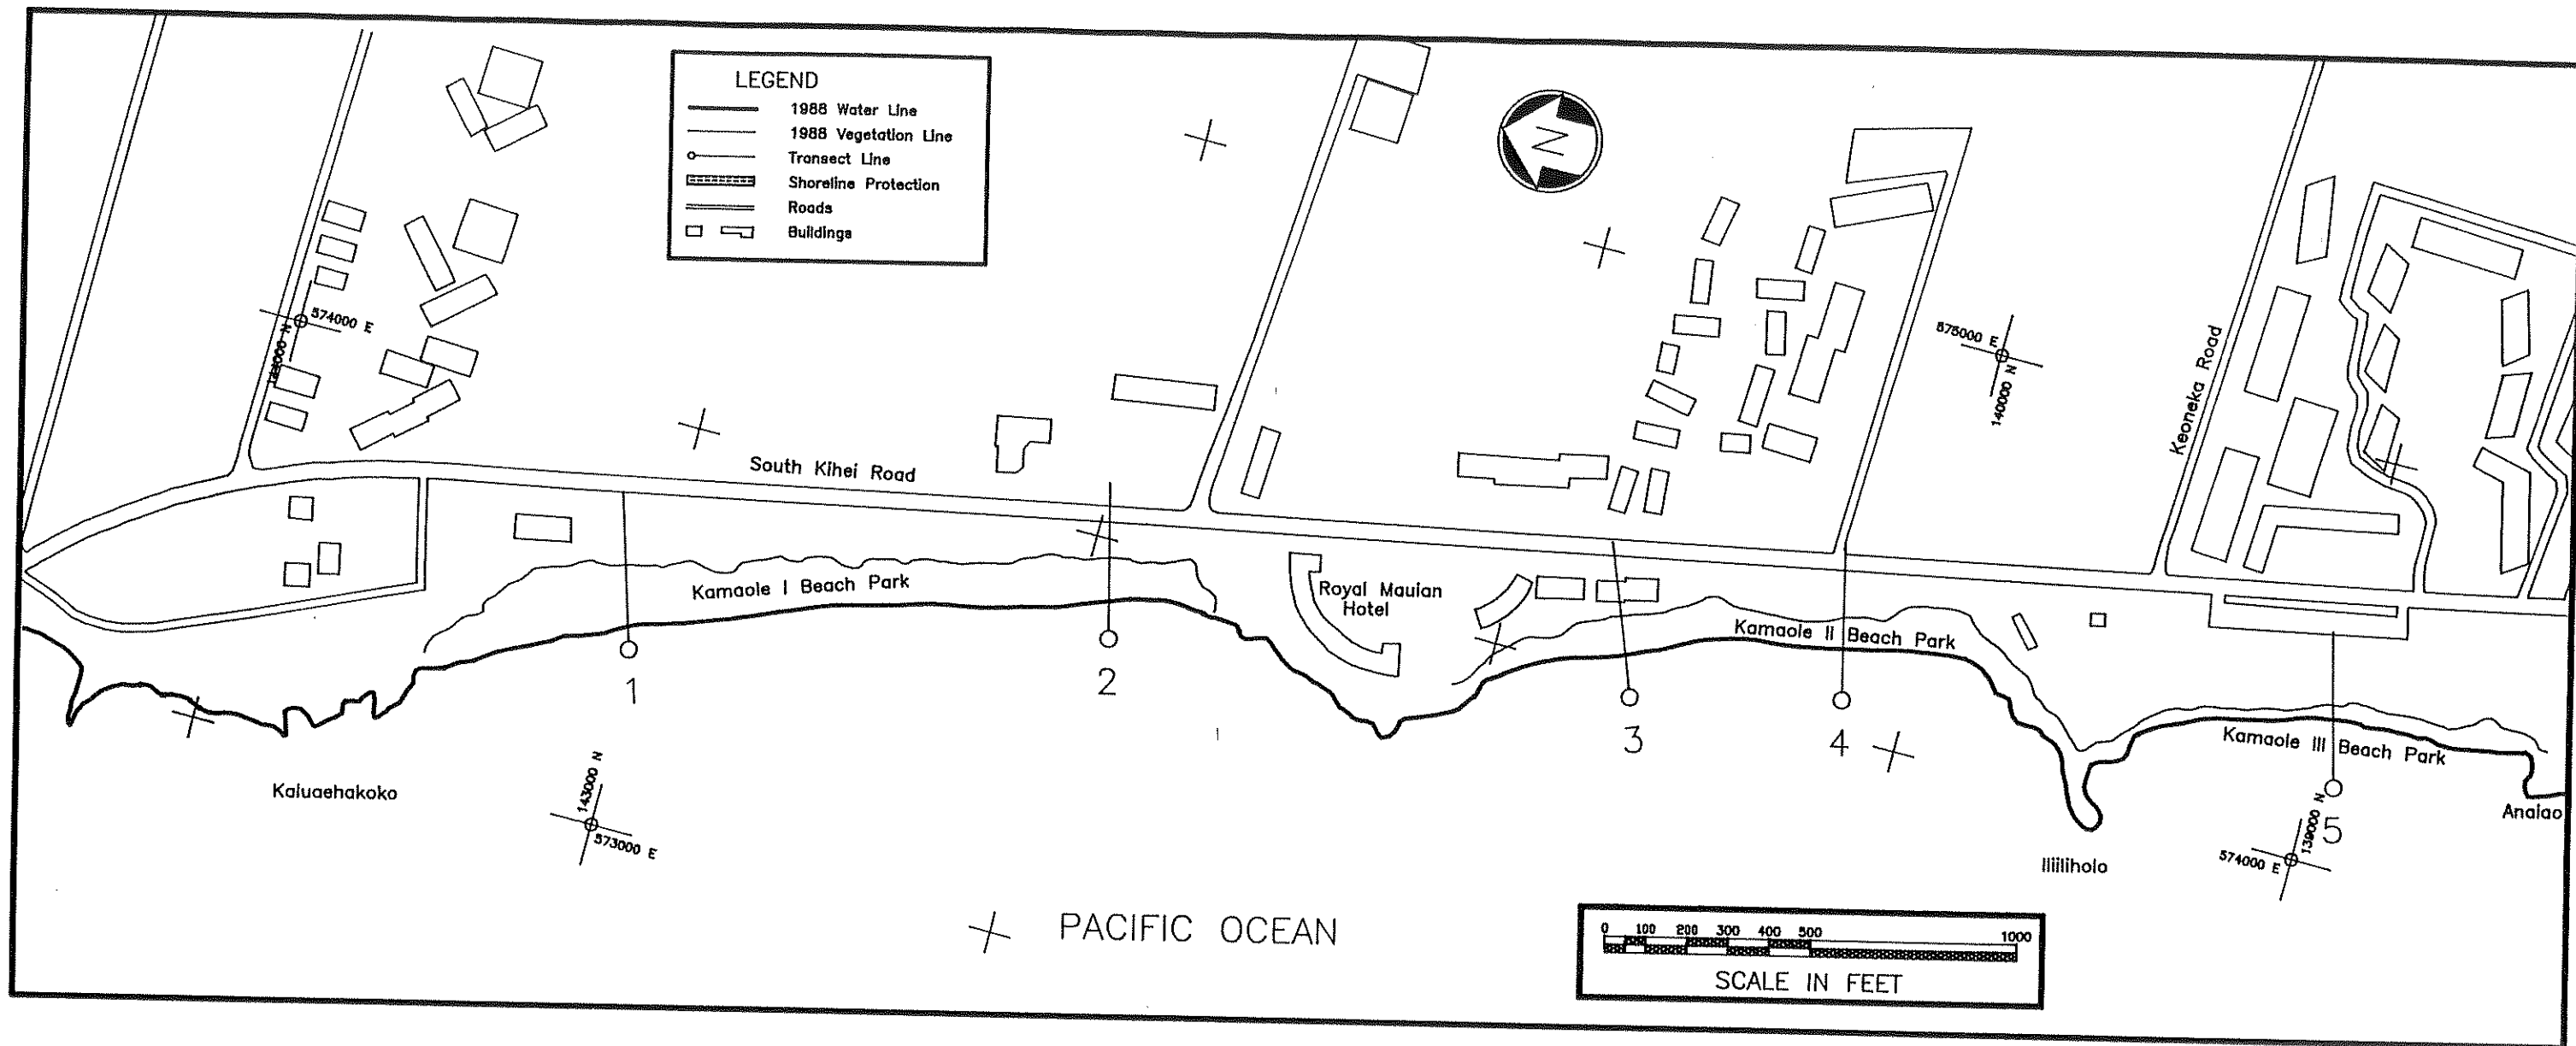 LEGEND
1988 Water Line
1988 Vegetation Line
Transect Line
Shoreline Protection
Roads
Buildings
N
574000 E
143000 N
575000 E
140000 N
Keoneka Road
South Kihei Road
Kamaole I Beach Park
Royal Mauian
Hotel
Kamaole II Beach Park
Kamaole III Beach Park
1
2
3
4
5
Kaluaehakoko
143000 N
573000 E
Iliiliholo
Analao
139000 N
574000 E
PACIFIC OCEAN
0 100 200 300 400 500 1000
SCALE IN FEET